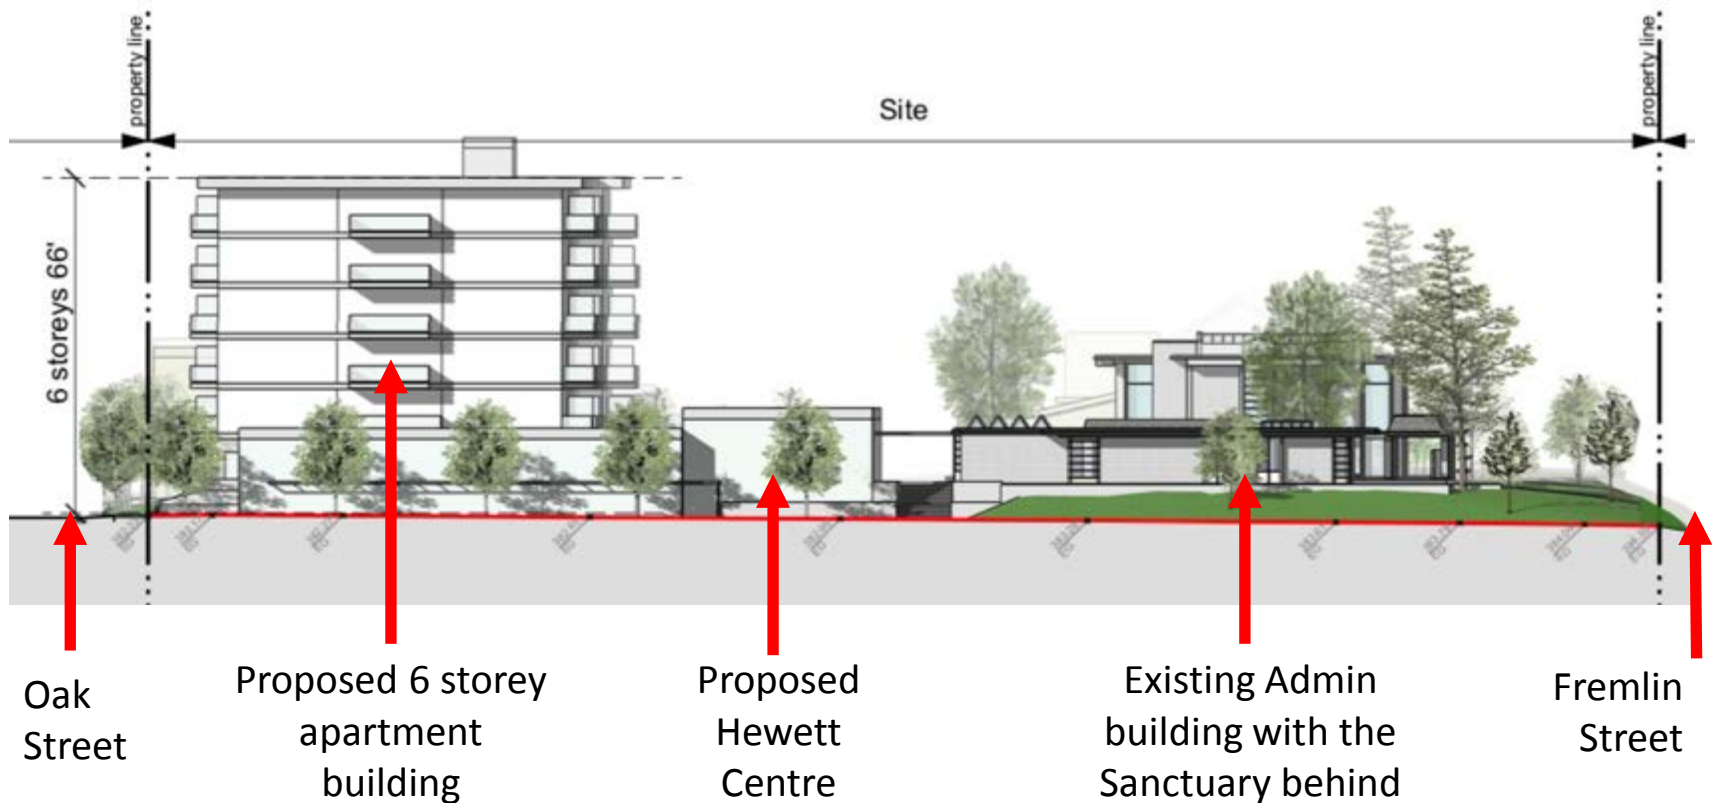 property line
property line
Site
6 storeys 66'
Oak
Street
Proposed 6 storey
apartment
building
Proposed
Hewett
Centre
Existing Admin
building with the
Sanctuary behind
Fremlin
Street